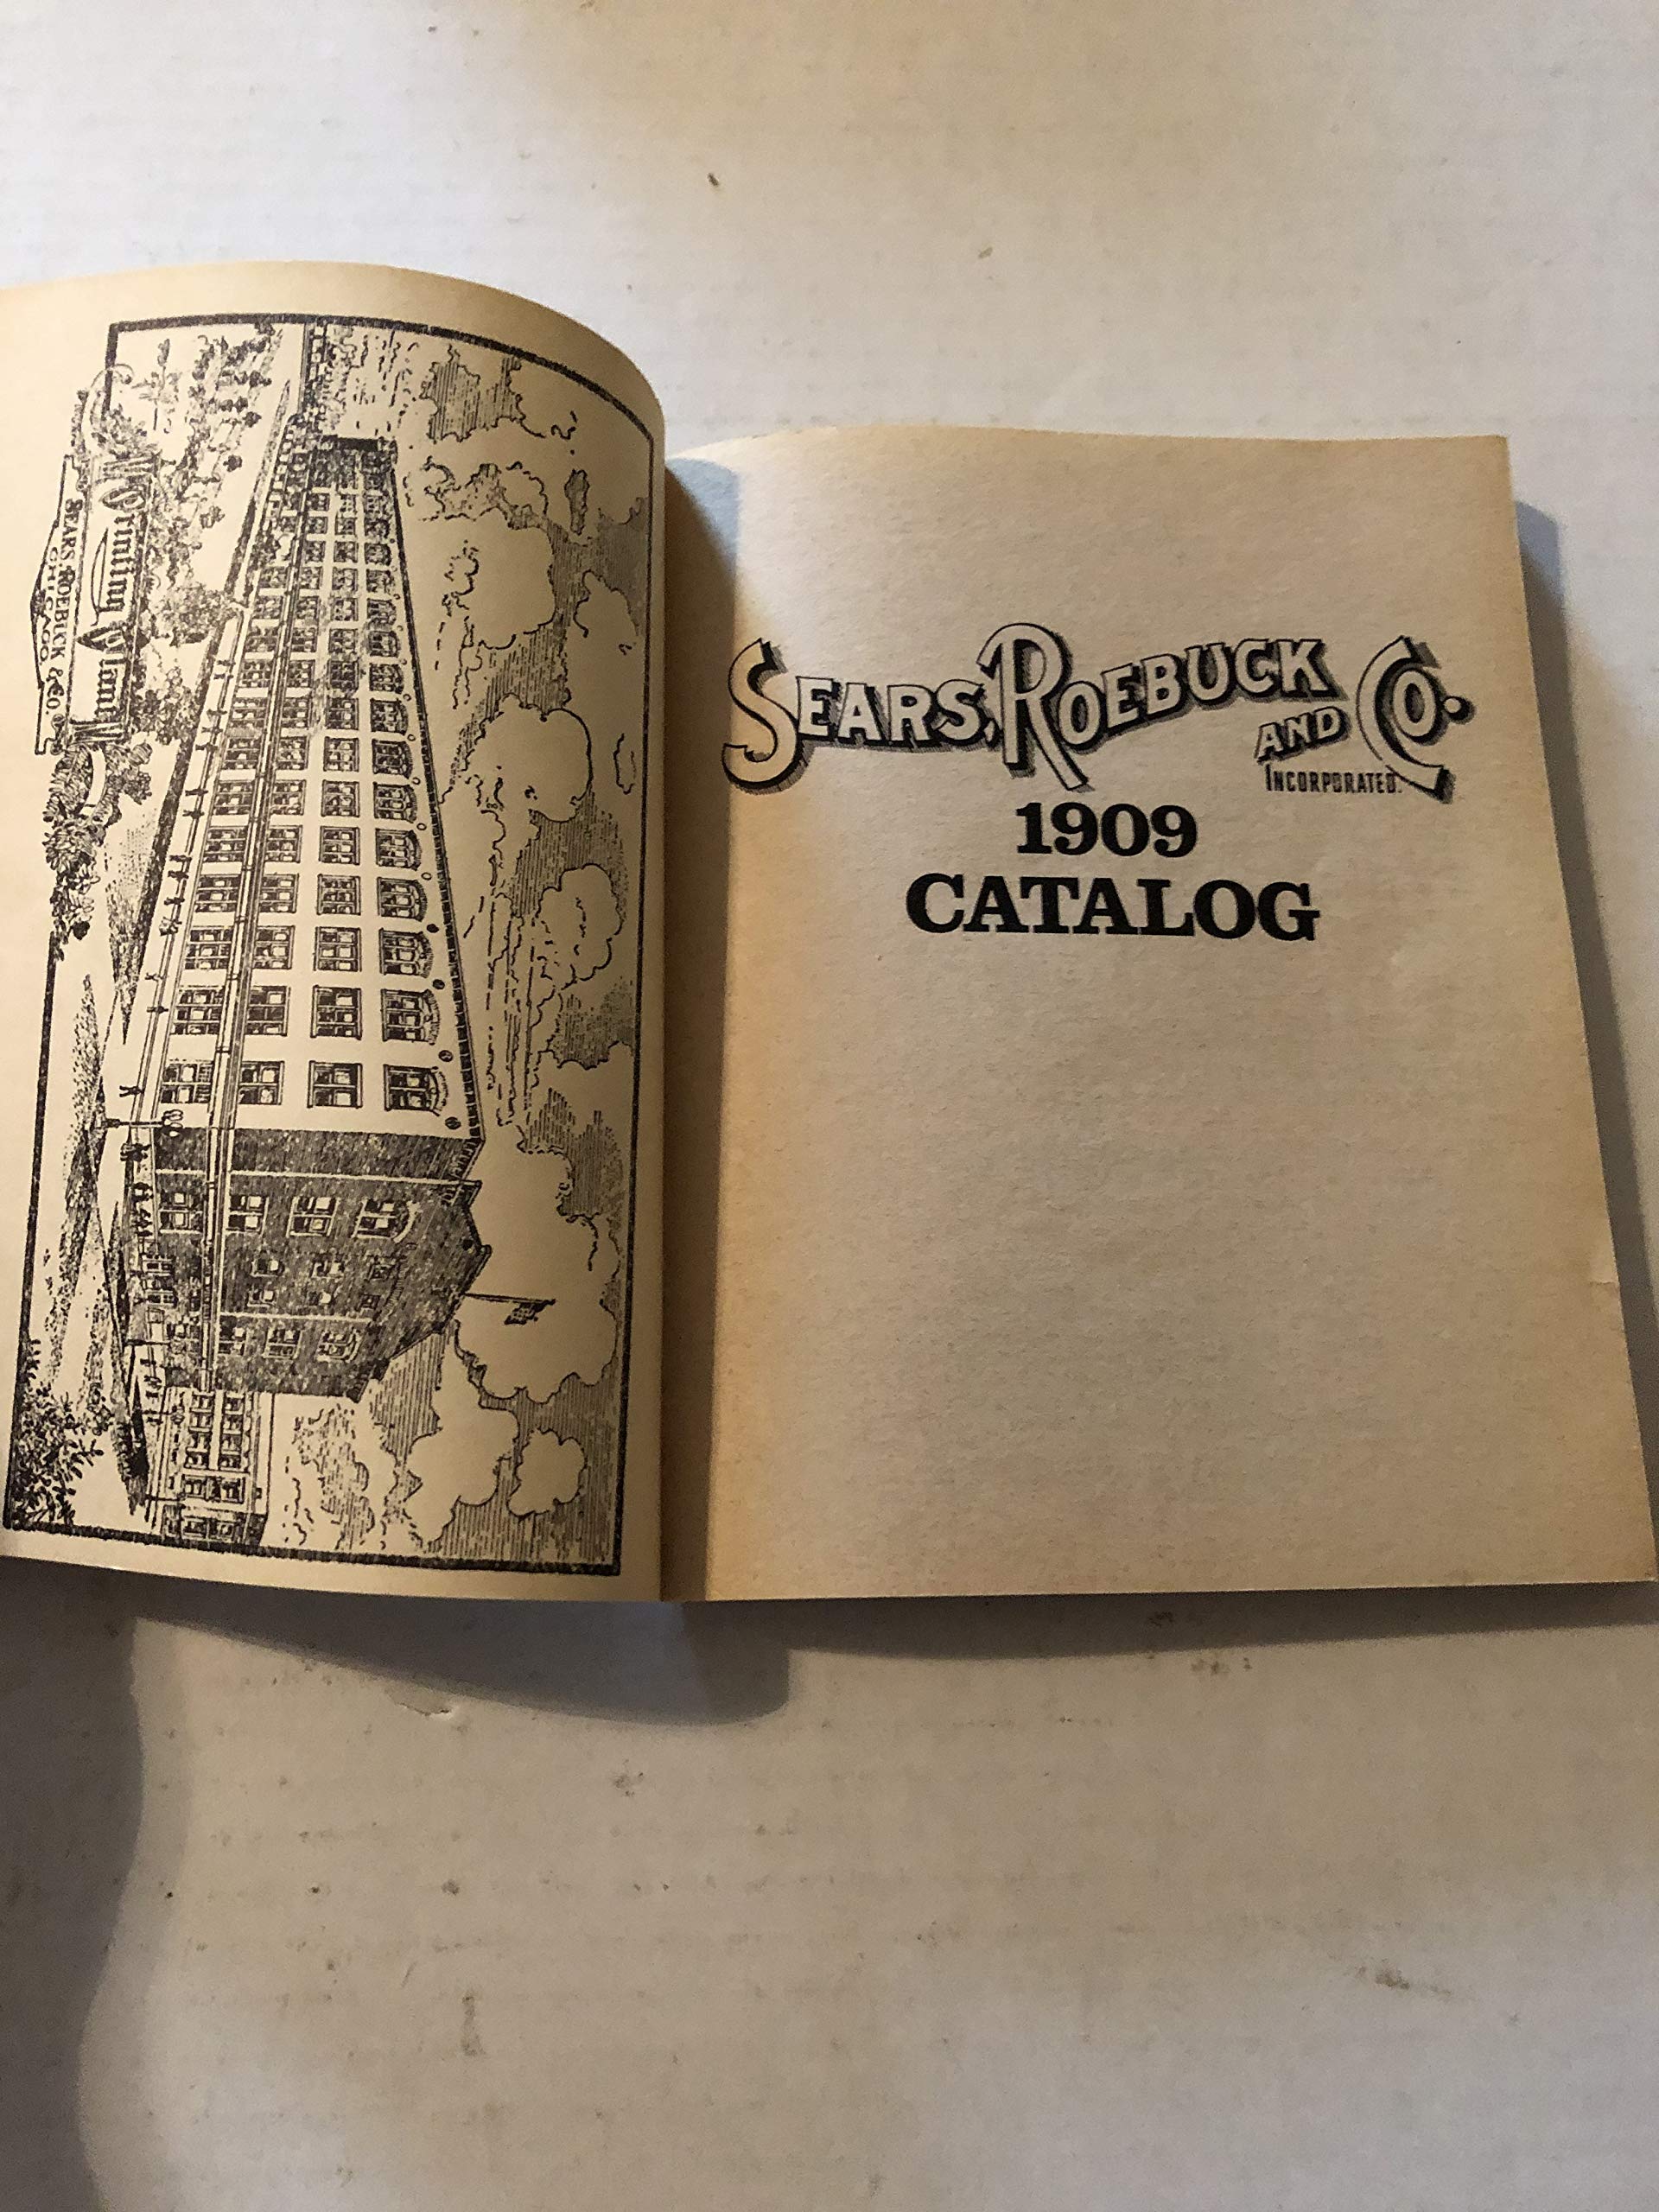 Printing Plant
SEARS, ROEBUCK & CO.
CHICAGO.
SEARS, ROEBUCK AND CO.
INCORPORATED.
1909
CATALOG